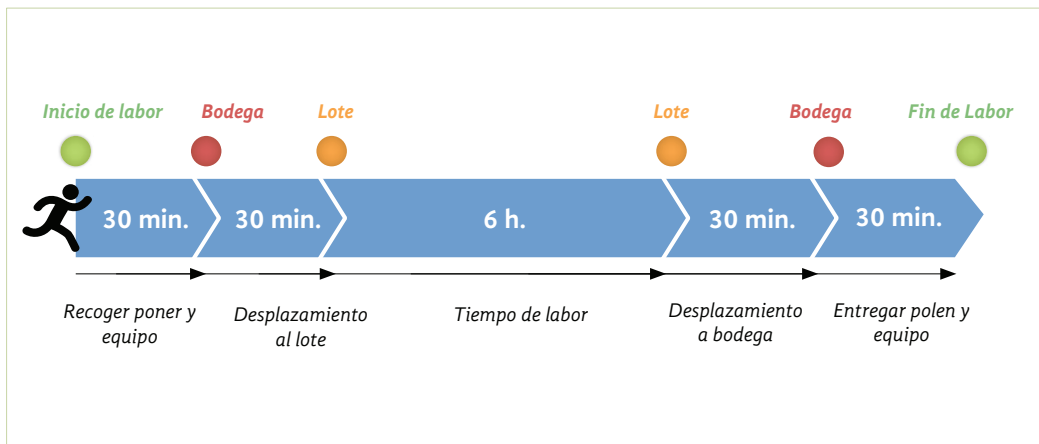 Inicio de labor
Bodega
Lote
Lote
Bodega
Fin de Labor
30 min.
30 min.
6 h.
30 min.
30 min.
Recoger poner y
equipo
Desplazamiento
al lote
Tiempo de labor
Desplazamiento
a bodega
Entregar polen y
equipo